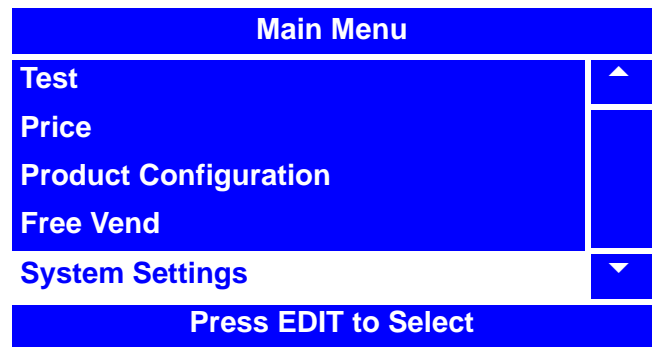 Main Menu
Test
Price
Product Configuration
Free Vend
System Settings
Press EDIT to Select